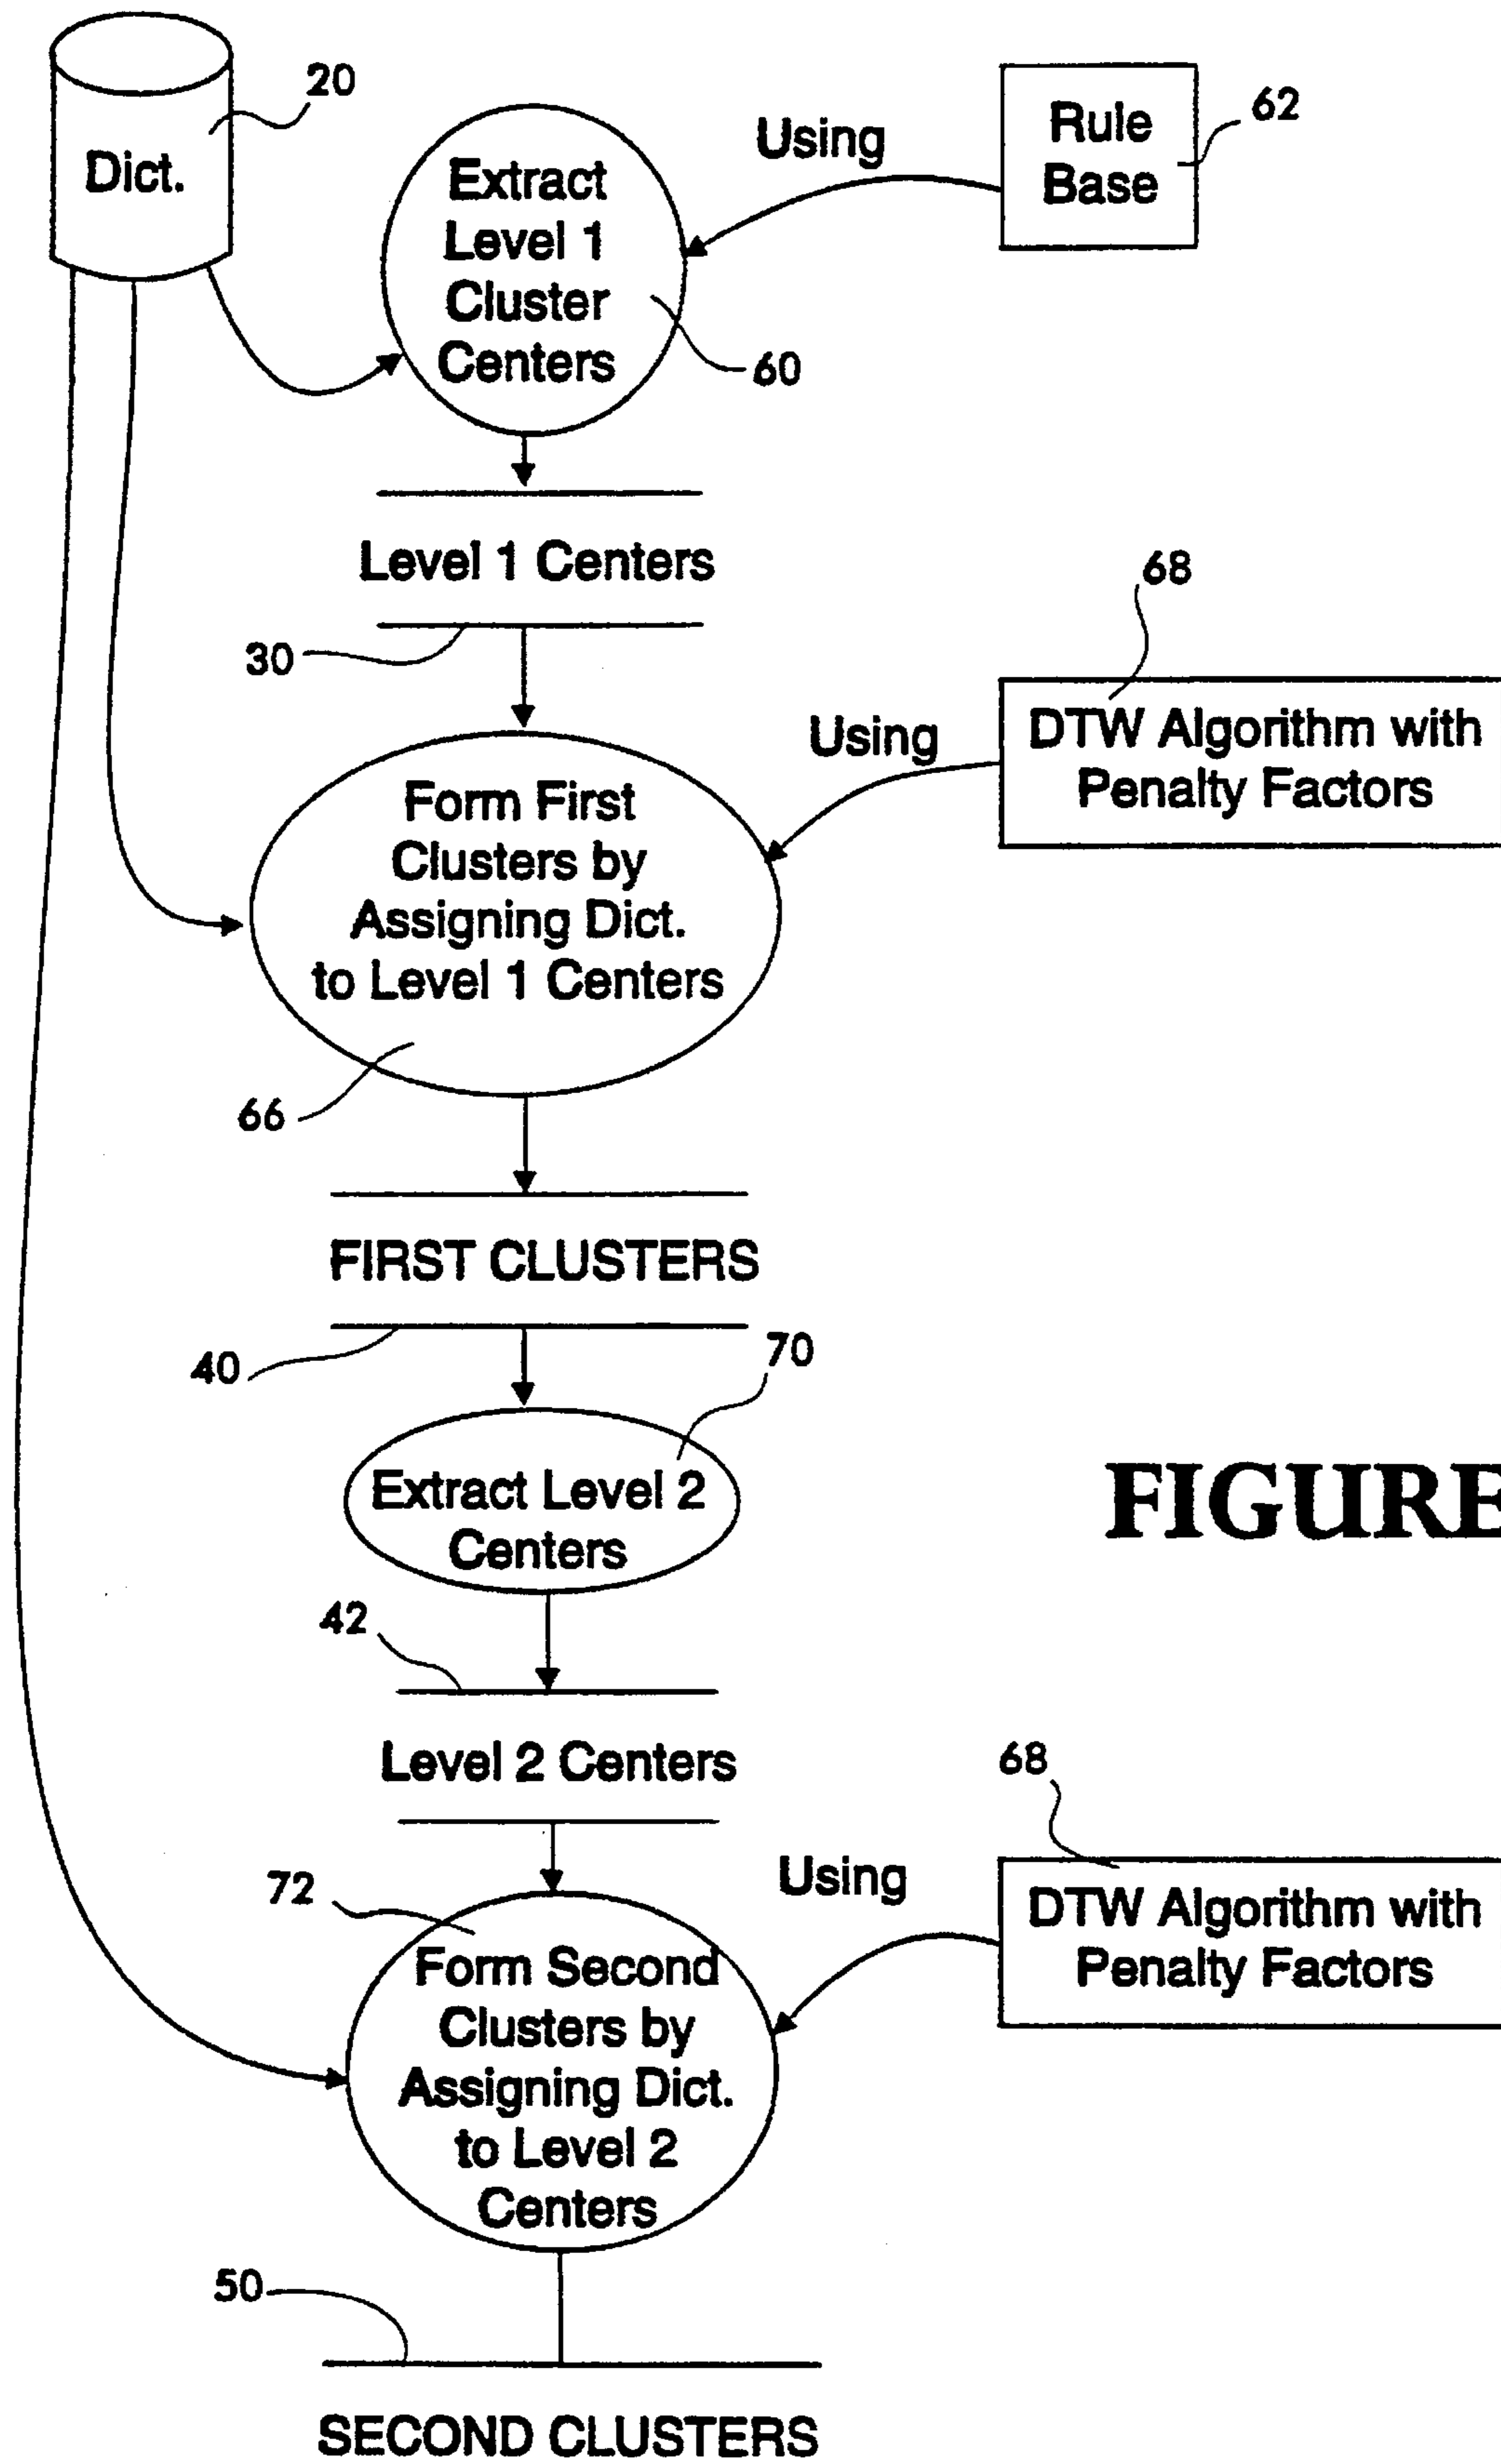 20
Dict.
Extract
Level 1
Cluster
Centers
60
Using
Rule
Base
62
Level 1 Centers
30
68
Using
DTW Algorithm with
Penalty Factors
Form First
Clusters by
Assigning Dict.
to Level 1 Centers
66
FIRST CLUSTERS
40
70
Extract Level 2
Centers
FIGURE
42
Level 2 Centers
68
72
Using
DTW Algorithm with
Penalty Factors
Form Second
Clusters by
Assigning Dict.
to Level 2
Centers
50
SECOND CLUSTERS